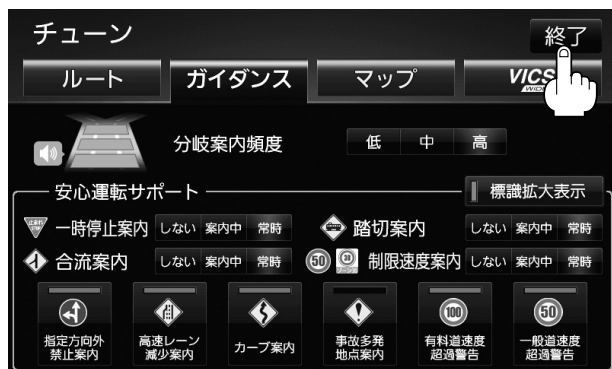 チューン
終了
ルート
ガイダンス
マップ
VICS
WIDE
分岐案内頻度
低 中 高
安心運転サポート
標識拡大表示
一時停止案内 しない 案内中 常時
踏切案内 しない 案内中 常時
合流案内 しない 案内中 常時
50
制限速度案内 しない 案内中 常時
指定方向外
禁止案内
高速レーン
減少案内
カーブ案内
事故多発
地点案内
100
有料道速度
超過警告
50
一般道速度
超過警告